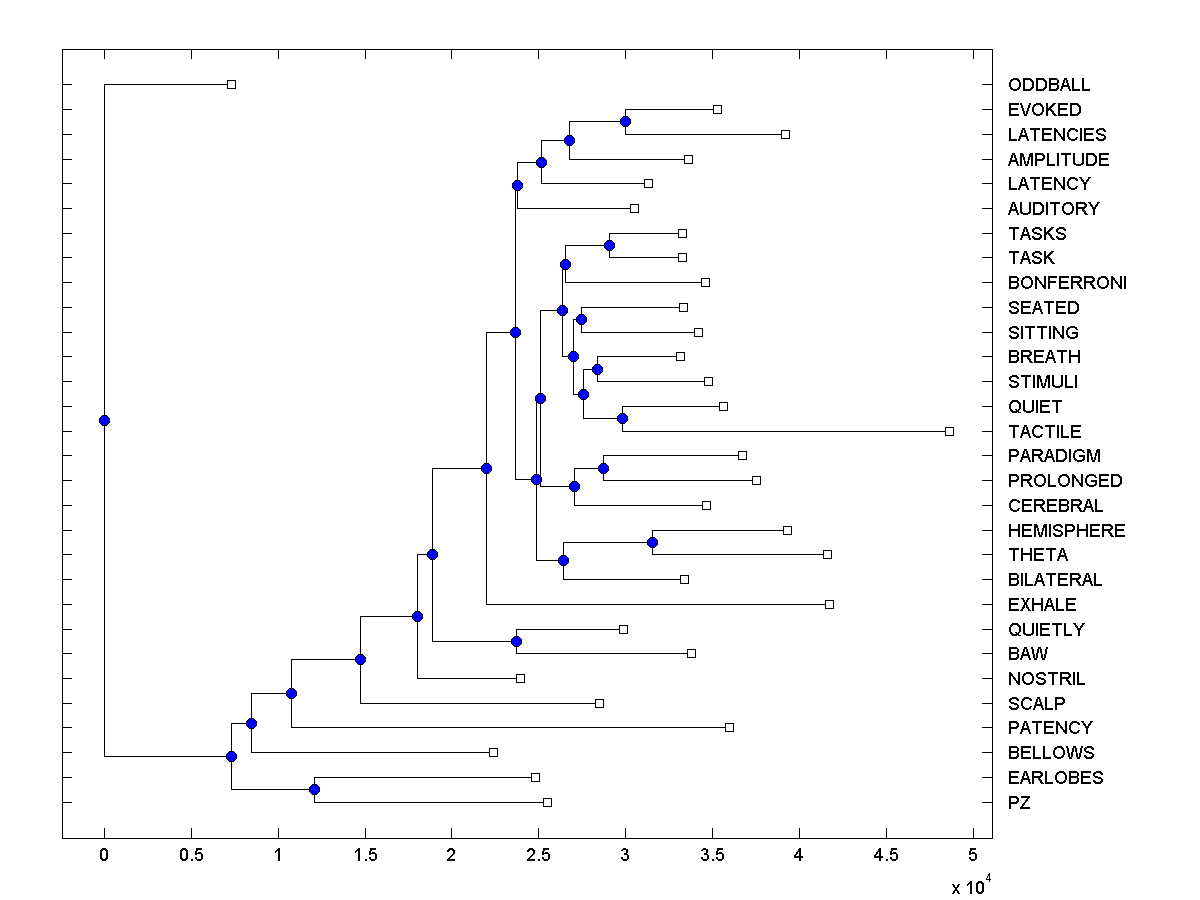 ODDBALL
EVOKED
LATENCIES
AMPLITUDE
LATENCY
AUDITORY
TASKS
TASK
BONFERRONI
SEATED
SITTING
BREATH
STIMULI
QUIET
TACTILE
PARADIGM
PROLONGED
CEREBRAL
HEMISPHERE
THETA
BILATERAL
EXHALE
QUIETLY
BAW
NOSTRIL
SCALP
PATENCY
BELLOWS
EARLOBES
PZ
0 0.5 1 1.5 2 2.5 3 3.5 4 4.5 5
x 10^4